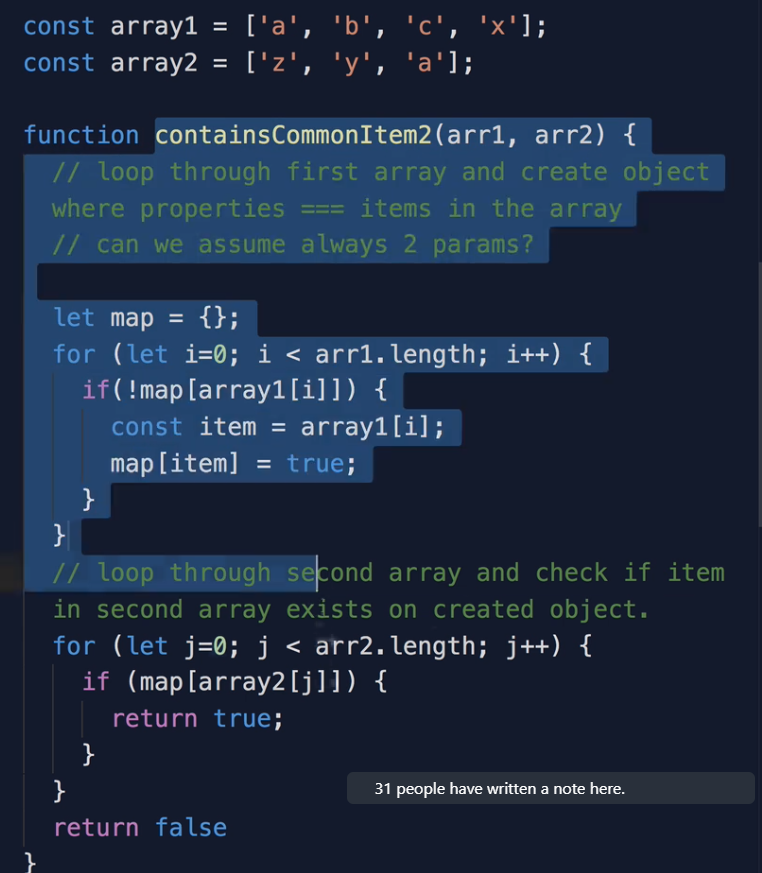 const array1 = ['a', 'b', 'c', 'x'];
const array2 = ['z', 'y', 'a'];
function containsCommonItem2(arr1, arr2) {
// loop through first array and create object
where properties === items in the array
// can we assume always 2 params?
let map = {};
for (let i=0; i < arr1.length; i++) {
if(!map[array1[i]]) {
const item = array1[i];
map[item] = true;
}
}
// loop through second array and check if item
in second array exists on created object.
for (let j=0; j < arr2.length; j++) {
if (map[array2[j]]) {
return true;
}
}
31 people have written a note here.
return false
}